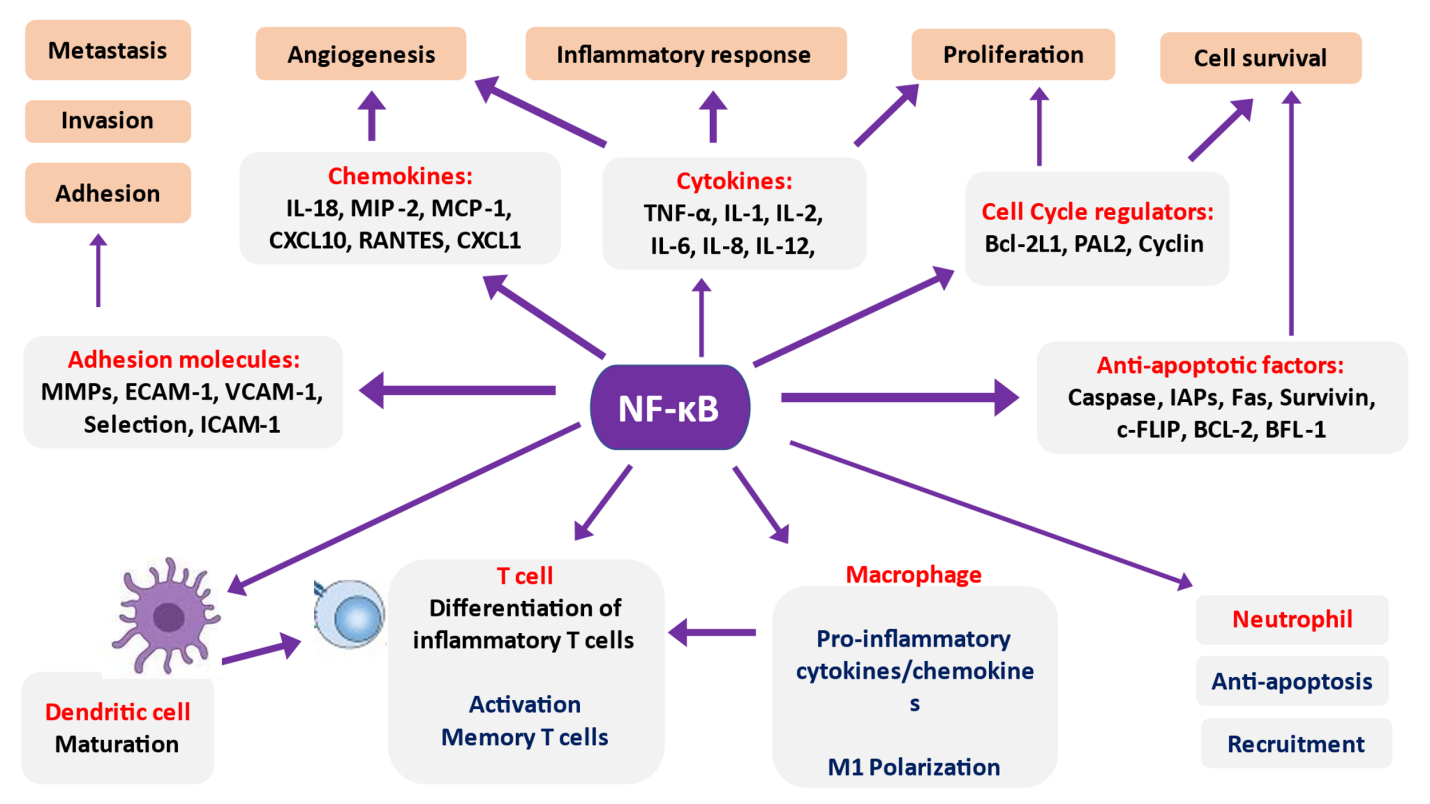 Metastasis
Invasion
Adhesion
Angiogenesis
Inflammatory response
Proliferation
Cell survival
Chemokines:
IL-18, MIP-2, MCP-1,
CXCL10, RANTES, CXCL1
Cytokines:
TNF-α, IL-1, IL-2,
IL-6, IL-8, IL-12,
Cell Cycle regulators:
Bcl-2L1, PAL2, Cyclin
Adhesion molecules:
MMPs, ECAM-1, VCAM-1,
Selection, ICAM-1
NF-κB
Anti-apoptotic factors:
Caspase, IAPs, Fas, Survivin,
c-FLIP, BCL-2, BFL-1
Dendritic cell
Maturation
T cell
Differentiation of
inflammatory T cells
Activation
Memory T cells
Macrophage
Pro-inflammatory
cytokines/chemokine
s
M1 Polarization
Neutrophil
Anti-apoptosis
Recruitment